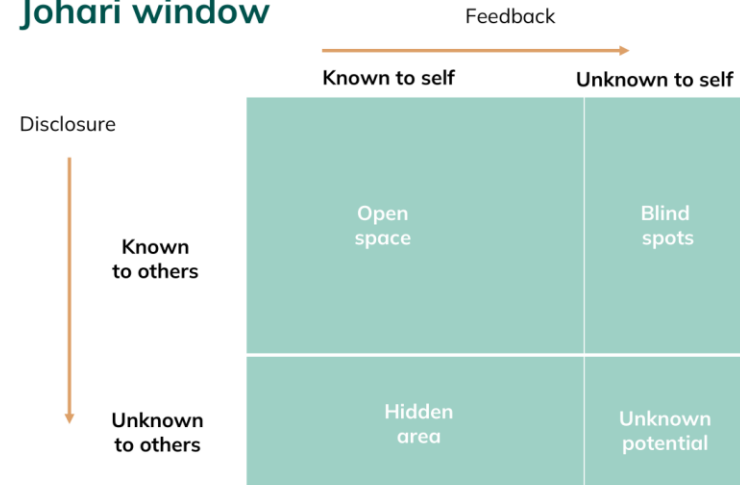 Johari window
Feedback
Known to self
Unknown to self
Disclosure
Open
space
Blind
spots
Known
to others
Hidden
area
Unknown
potential
Unknown
to others